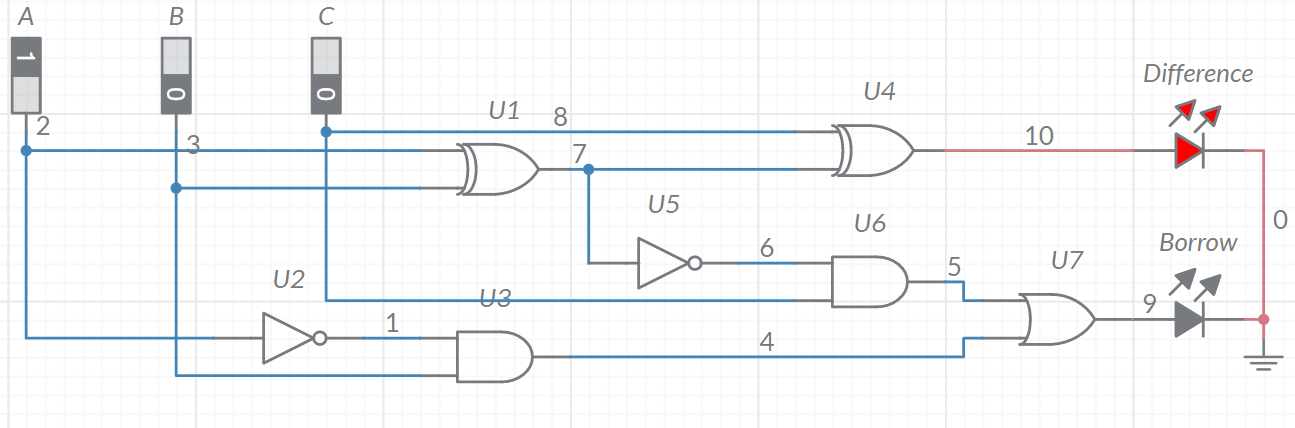 A B C
1 0 0
Difference
U4
U1 8
2
3 7 10
U5
U6
0
6 Borrow
U2 U3 5 U7
1 9
4